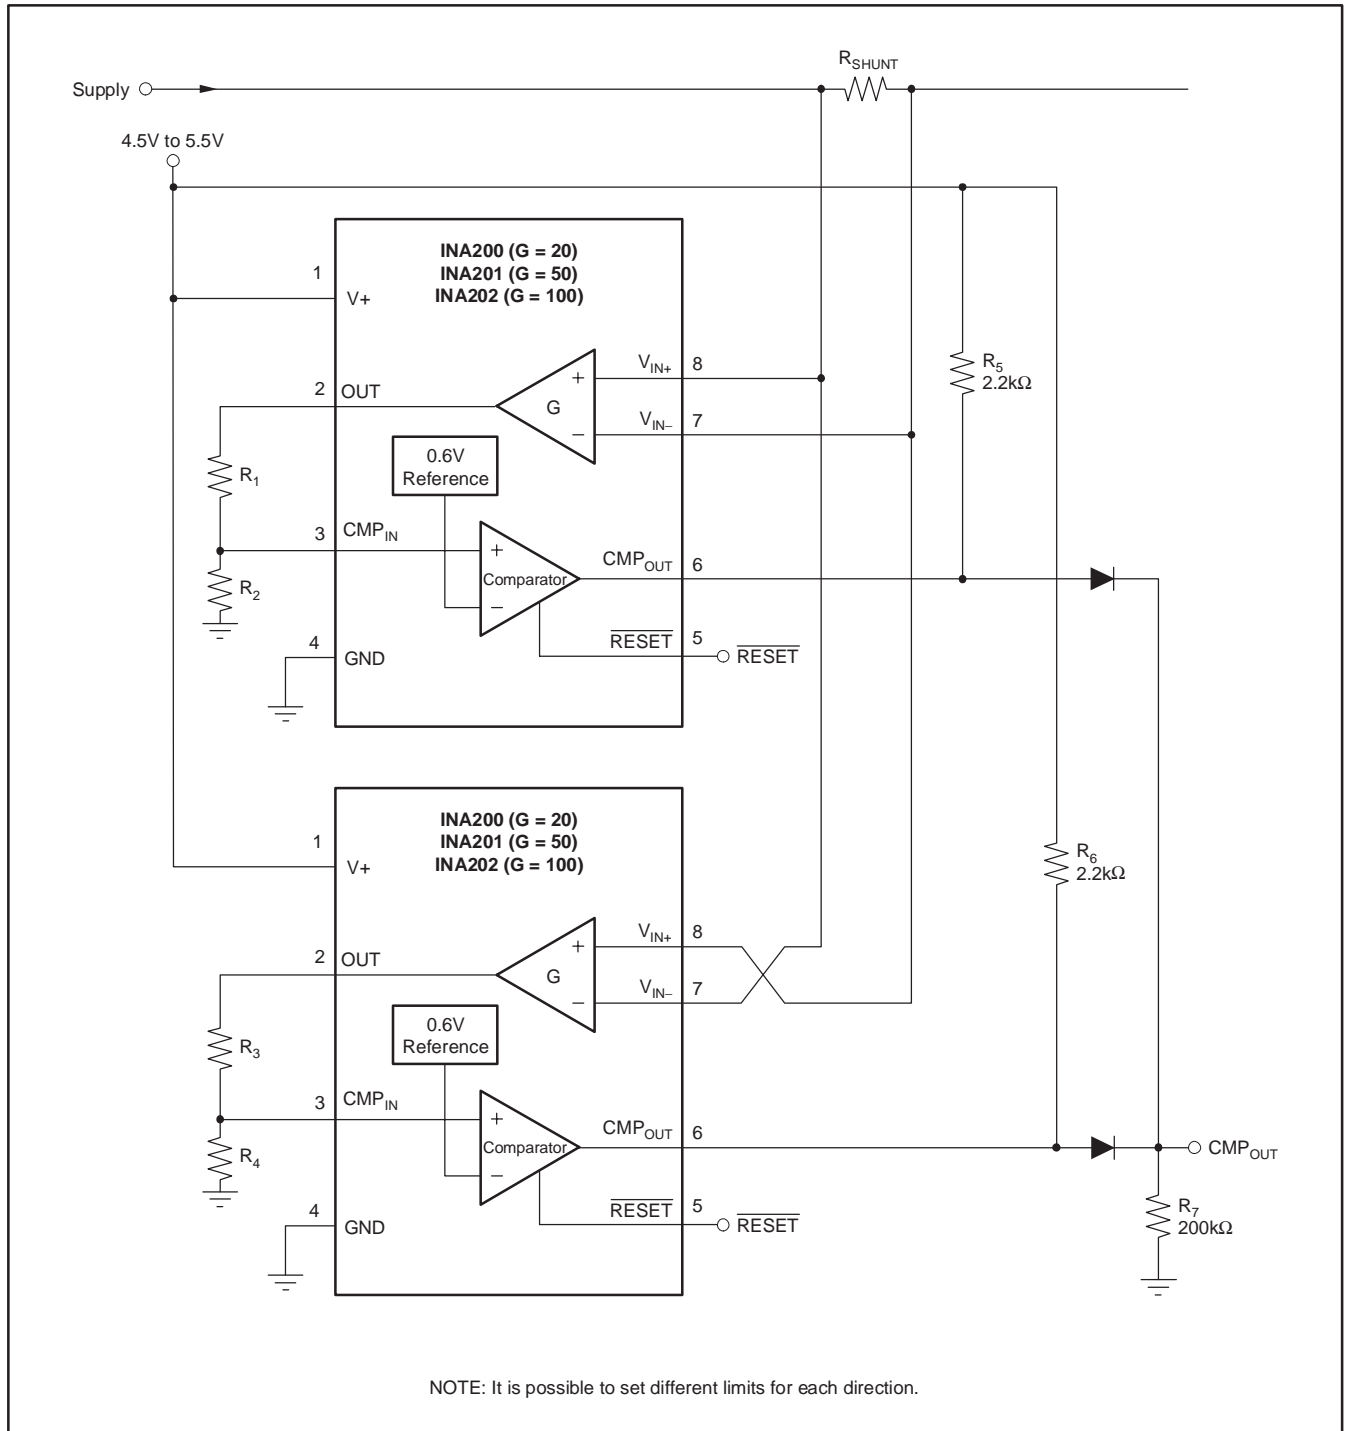 R_SHUNT
Supply
4.5V to 5.5V
INA200 (G = 20)
INA201 (G = 50)
INA202 (G = 100)
1
V+
V_IN+
8
R_5
2.2kΩ
2
OUT
+
G
V_IN–
7
–
0.6V
Reference
R_1
3
CMP_IN
+
CMP_OUT
6
Comparator
R_2
–
RESET
5
RESET
4
GND
INA200 (G = 20)
INA201 (G = 50)
INA202 (G = 100)
1
V+
R_6
2.2kΩ
V_IN+
8
2
OUT
+
G
V_IN–
7
–
0.6V
Reference
R_3
3
CMP_IN
+
CMP_OUT
6
Comparator
CMP_OUT
R_4
–
RESET
5
RESET
R_7
200kΩ
4
GND
NOTE: It is possible to set different limits for each direction.